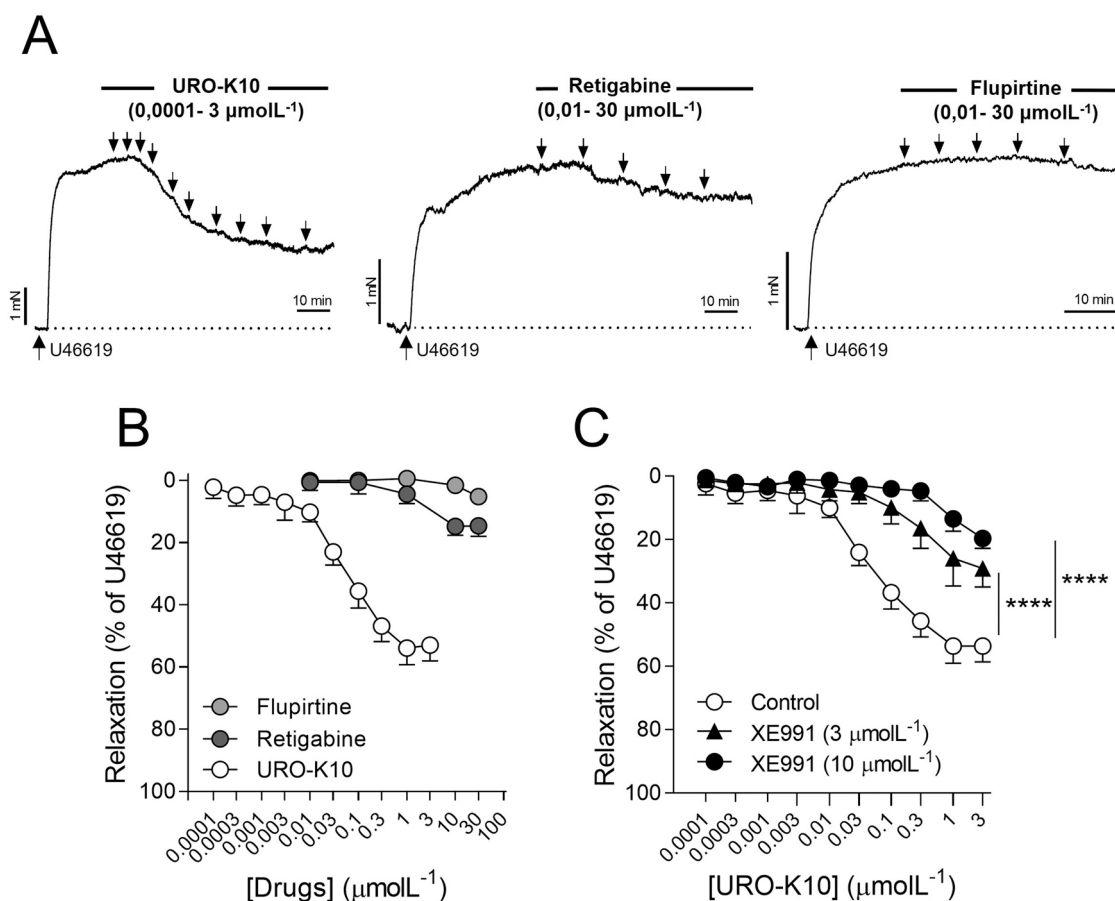 A
URO-K10
(0,0001- 3 µmolL⁻¹)
1 mN
10 min
U46619
Retigabine
(0,01- 30 µmolL⁻¹)
1 mN
10 min
U46619
Flupirtine
(0,01- 30 µmolL⁻¹)
1 mN
10 min
U46619
B
Relaxation (% of U46619)
0
20
40
60
80
100
Flupirtine
Retigabine
URO-K10
0.0001
0.0003
0.001
0.003
0.01
0.03
0.1
0.3
1
3
10
30
100
[Drugs] (µmolL⁻¹)
C
Relaxation (% of U46619)
0
20
40
60
80
100
****
****
Control
XE991 (3 µmolL⁻¹)
XE991 (10 µmolL⁻¹)
0.0001
0.0003
0.001
0.003
0.01
0.03
0.1
0.3
1
3
[URO-K10] (µmolL⁻¹)